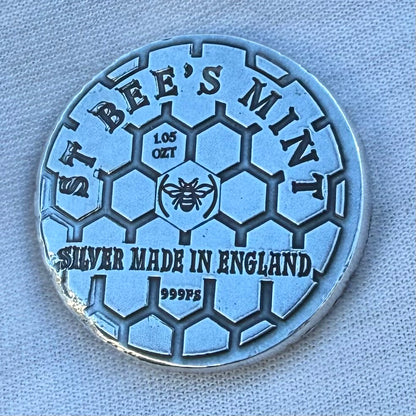 ST BEE'S MINT
1.05
OZT
SILVER MADE IN ENGLAND
999FS